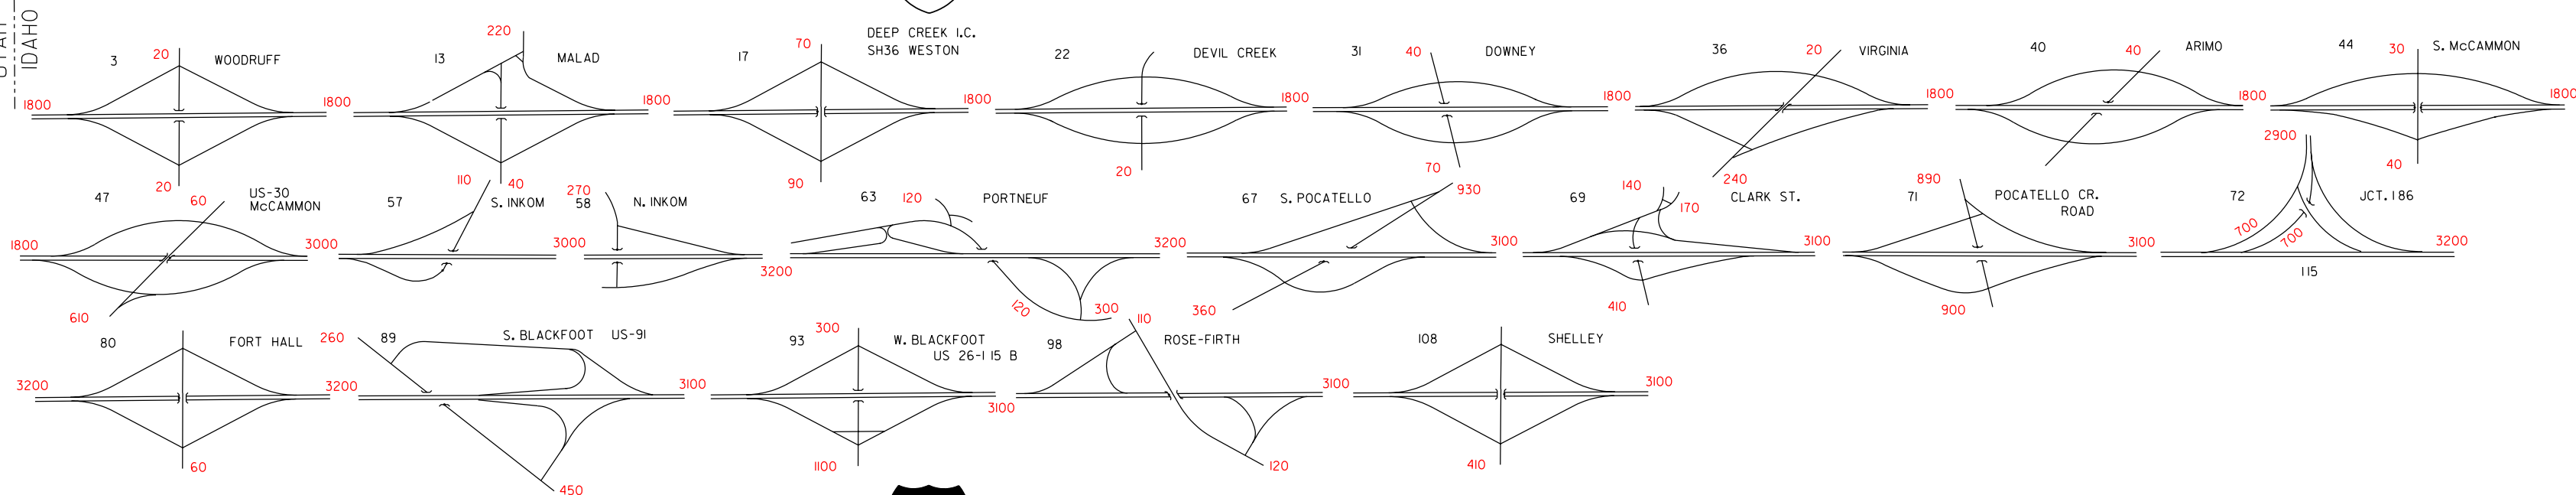 UTAH
IDAHO
3 20 WOODRUFF
1800 1800
20
13 220 MALAD
1800
40
17 70 DEEP CREEK I.C.
SH36 WESTON
1800
90
22 DEVIL CREEK
1800
20
31 40 DOWNEY
1800
70
36 20 VIRGINIA
1800
240
40 40 ARIMO
1800
44 30 S. McCAMMON
1800
40
47 60 US-30
McCAMMON
1800 3000
610
57 110 S. INKOM
3000
58 270 N. INKOM
3200
63 120 PORTNEUF
3200
120 300
67 S. POCATELLO 930
3100
360
69 140 170 CLARK ST.
3100
410
71 890 POCATELLO CR.
ROAD
3100
900
72 2900 JCT. I86
700 700 3200
115
80 FORT HALL
3200 3200
60
260 89 S. BLACKFOOT US-91
3100
450
93 300 W. BLACKFOOT
US 26-I 15 B
3100
1100
98 110 ROSE-FIRTH
3100
120
108 SHELLEY
3100
410